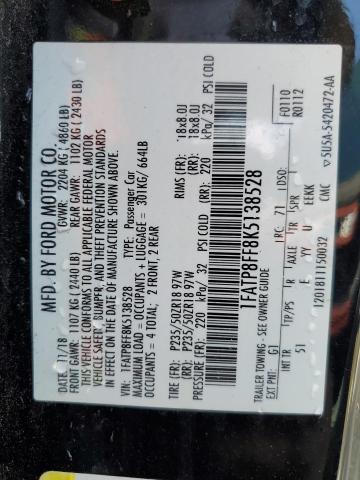 MFD. BY FORD MOTOR CO.
DATE: 11/18 GVWR: 2204 KG ( 4860 LB)
FRONT GAWR: 1107 KG ( 2440 LB) REAR GAWR: 1102 KG ( 2430 LB)
THIS VEHICLE CONFORMS TO ALL APPLICABLE FEDERAL MOTOR
VEHICLE SAFETY, BUMPER, AND THEFT PREVENTION STANDARDS
IN EFFECT ON THE DATE OF MANUFACTURE SHOWN ABOVE.
VIN: 1FATP8FF8K5138528 TYPE: Passenger Car
MAXIMUM LOAD = OCCUPANTS + LUGGAGE = 301KG / 664LB
OCCUPANTS = 4 TOTAL: 2 FRONT, 2 REAR
TIRE (FR): P235/50ZR18 97W RIMS (FR): 18x8.0J
TIRE (RR): P235/50ZR18 97W (RR): 18x8.0J
PRESSURE (FR): 220 kPa/ 32 PSI COLD (RR): 220 kPa/ 32 PSI COLD
1FATP8FF8K5138528
F0110
R0112
TRAILER TOWING - SEE OWNER GUIDE
EXT PNT: G1 RC: 71 DSO:
INT TR TP/PS R AXLE TR SPR
51 E YY U EEKK
12018111150032 CMC
5U5A-5420472-AA